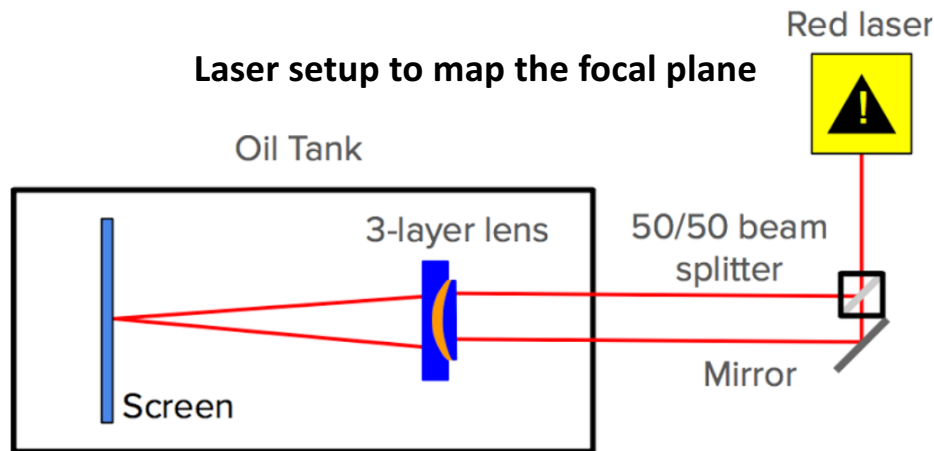 Red laser
Laser setup to map the focal plane
!
Oil Tank
3-layer lens
50/50 beam
splitter
Mirror
Screen